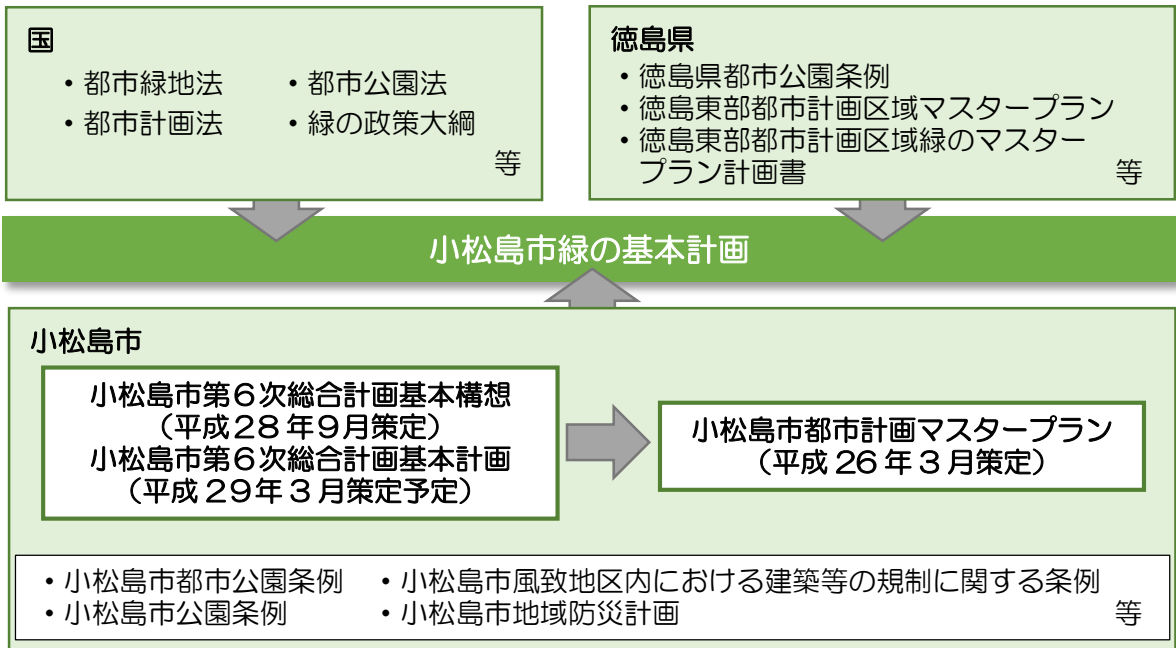 国
・都市緑地法 ・都市公園法
・都市計画法 ・緑の政策大綱
等
徳島県
・徳島県都市公園条例
・徳島東部都市計画区域マスタープラン
・徳島東部都市計画区域緑のマスター
プラン計画書 等
小松島市緑の基本計画
小松島市
小松島市第６次総合計画基本構想
（平成２８年９月策定）
小松島市第６次総合計画基本計画
（平成２９年３月策定予定）
小松島市都市計画マスタープラン
（平成２６年３月策定）
・小松島市都市公園条例 ・小松島市風致地区内における建築等の規制に関する条例
・小松島市公園条例 ・小松島市地域防災計画 等